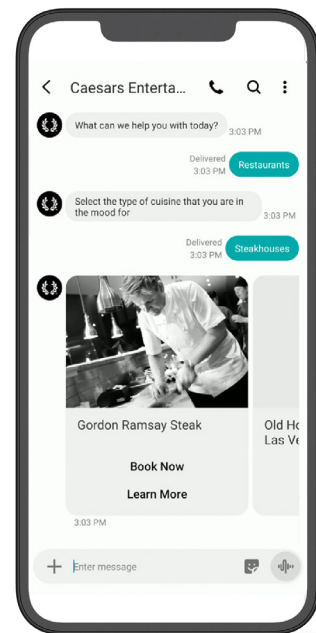 Caesars Enterta...
What can we help you with today?
3:03 PM
Delivered
3:03 PM
Restaurants
Select the type of cuisine that you are in
the mood for
3:03 PM
Delivered
3:03 PM
Steakhouses
Gordon Ramsay Steak
Old Ho
Las Ve
Book Now
Learn More
3:03 PM
Enter message